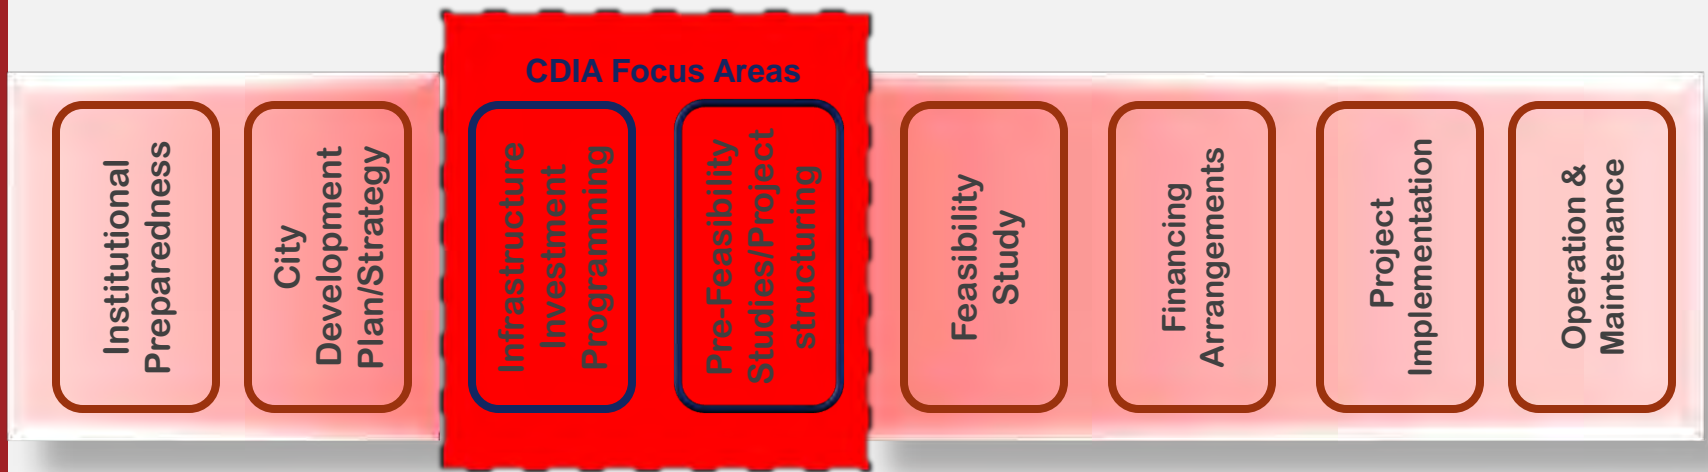 CDIA Focus Areas
Institutional
Preparedness
City
Development
Plan/Strategy
Infrastructure
Investment
Programming
Pre-Feasibility
Studies/Project
structuring
Feasibility
Study
Financing
Arrangements
Project
Implementation
Operation &
Maintenance